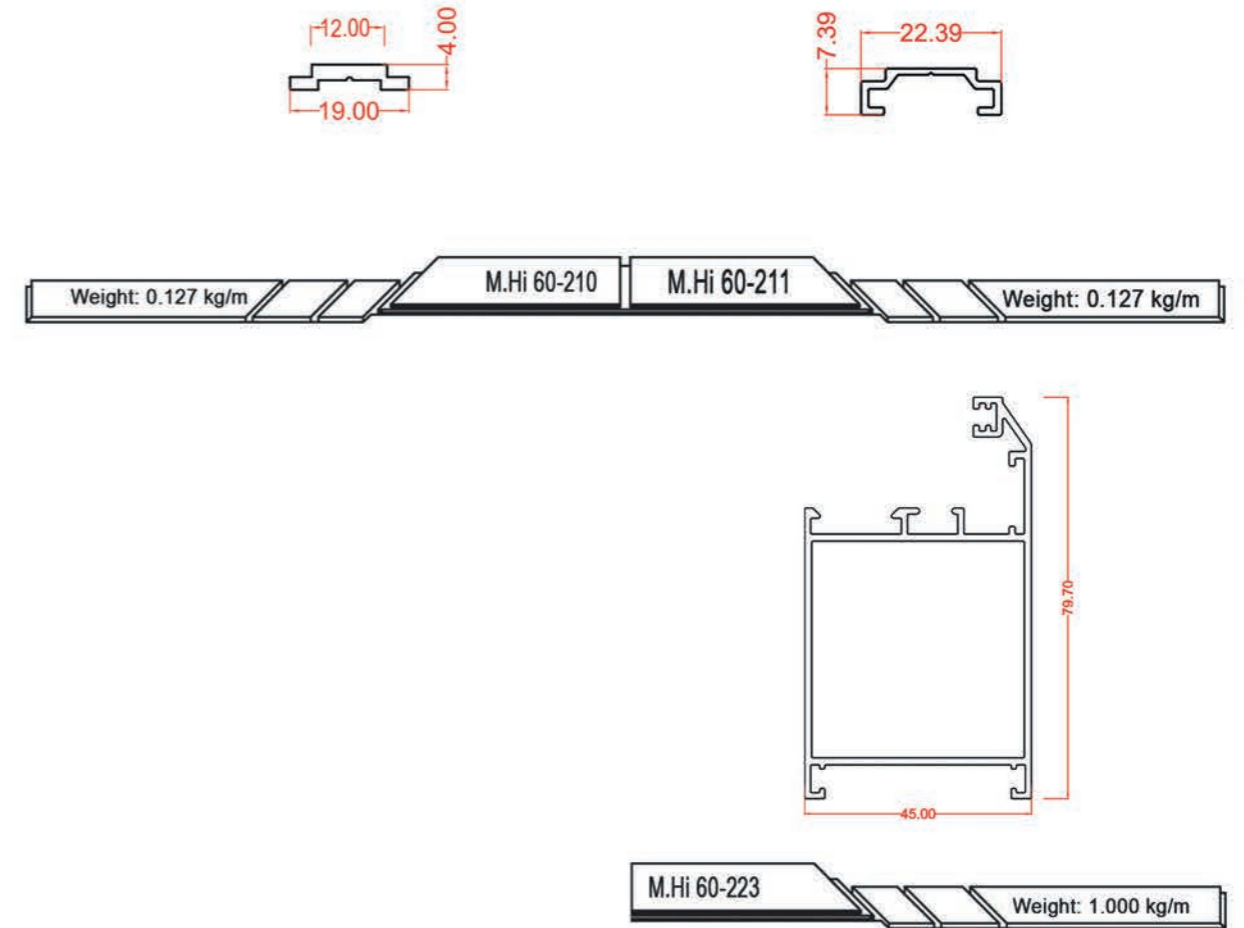 12.00
4.00
19.00
7.39
22.39
Weight: 0.127 kg/m
M.Hi 60-210
M.Hi 60-211
Weight: 0.127 kg/m
79.70
45.00
M.Hi 60-223
Weight: 1.000 kg/m